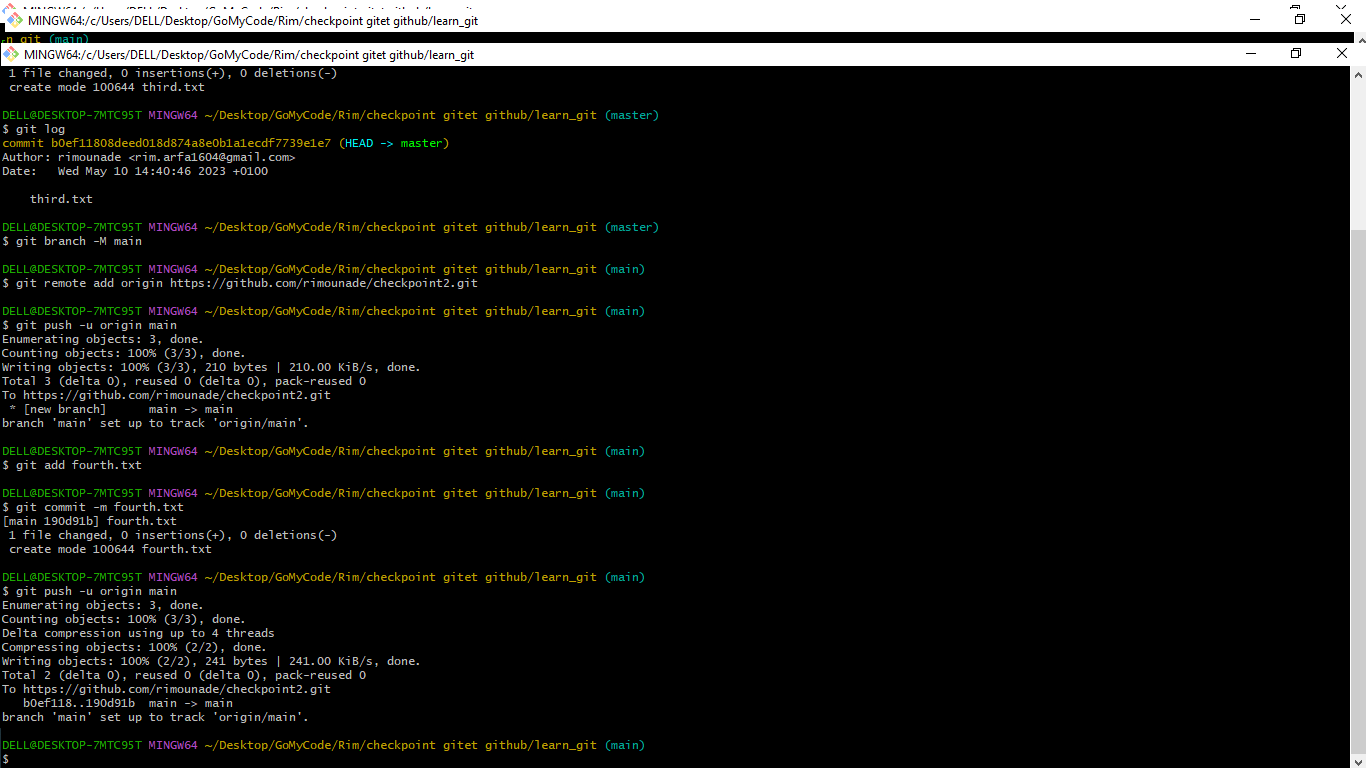 MINGW64:/c/Users/DELL/Desktop/GoMyCode/Rim/checkpoint gitet github/learn_git
n_git (main)
MINGW64:/c/Users/DELL/Desktop/GoMyCode/Rim/checkpoint gitet github/learn_git
 1 file changed, 0 insertions(+), 0 deletions(-)
 create mode 100644 third.txt
DELL@DESKTOP-7MTC95T MINGW64 ~/Desktop/GoMyCode/Rim/checkpoint gitet github/learn_git (master)
$ git log
commit b0ef11808deed018d874a8e0b1a1ecdf7739e1e7 (HEAD -> master)
Author: rimounade <rim.arfa1604@gmail.com>
Date:   Wed May 10 14:40:46 2023 +0100
    third.txt
DELL@DESKTOP-7MTC95T MINGW64 ~/Desktop/GoMyCode/Rim/checkpoint gitet github/learn_git (master)
$ git branch -M main
DELL@DESKTOP-7MTC95T MINGW64 ~/Desktop/GoMyCode/Rim/checkpoint gitet github/learn_git (main)
$ git remote add origin https://github.com/rimounade/checkpoint2.git
DELL@DESKTOP-7MTC95T MINGW64 ~/Desktop/GoMyCode/Rim/checkpoint gitet github/learn_git (main)
$ git push -u origin main
Enumerating objects: 3, done.
Counting objects: 100% (3/3), done.
Writing objects: 100% (3/3), 210 bytes | 210.00 KiB/s, done.
Total 3 (delta 0), reused 0 (delta 0), pack-reused 0
To https://github.com/rimounade/checkpoint2.git
 * [new branch]      main -> main
branch 'main' set up to track 'origin/main'.
DELL@DESKTOP-7MTC95T MINGW64 ~/Desktop/GoMyCode/Rim/checkpoint gitet github/learn_git (main)
$ git add fourth.txt
DELL@DESKTOP-7MTC95T MINGW64 ~/Desktop/GoMyCode/Rim/checkpoint gitet github/learn_git (main)
$ git commit -m fourth.txt
[main 190d91b] fourth.txt
 1 file changed, 0 insertions(+), 0 deletions(-)
 create mode 100644 fourth.txt
DELL@DESKTOP-7MTC95T MINGW64 ~/Desktop/GoMyCode/Rim/checkpoint gitet github/learn_git (main)
$ git push -u origin main
Enumerating objects: 3, done.
Counting objects: 100% (3/3), done.
Delta compression using up to 4 threads
Compressing objects: 100% (2/2), done.
Writing objects: 100% (2/2), 241 bytes | 241.00 KiB/s, done.
Total 2 (delta 0), reused 0 (delta 0), pack-reused 0
To https://github.com/rimounade/checkpoint2.git
   b0ef118..190d91b  main -> main
branch 'main' set up to track 'origin/main'.
DELL@DESKTOP-7MTC95T MINGW64 ~/Desktop/GoMyCode/Rim/checkpoint gitet github/learn_git (main)
$